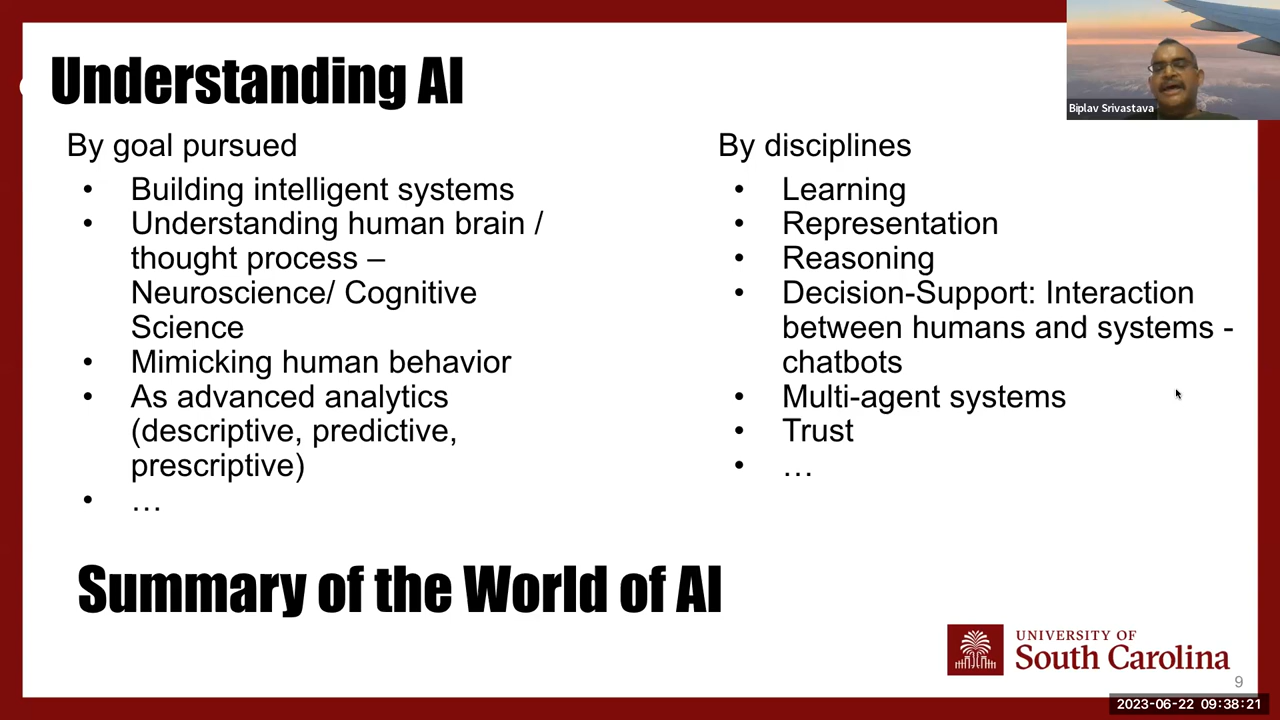 Understanding AI
Biplav Srivastava
By goal pursued
• Building intelligent systems
• Understanding human brain /
thought process –
Neuroscience/ Cognitive
Science
• Mimicking human behavior
• As advanced analytics
(descriptive, predictive,
prescriptive)
• …
By disciplines
• Learning
• Representation
• Reasoning
• Decision-Support: Interaction
between humans and systems -
chatbots
• Multi-agent systems
• Trust
• …
Summary of the World of AI
UNIVERSITY OF
South Carolina
9
2023-06-22 09:38:21